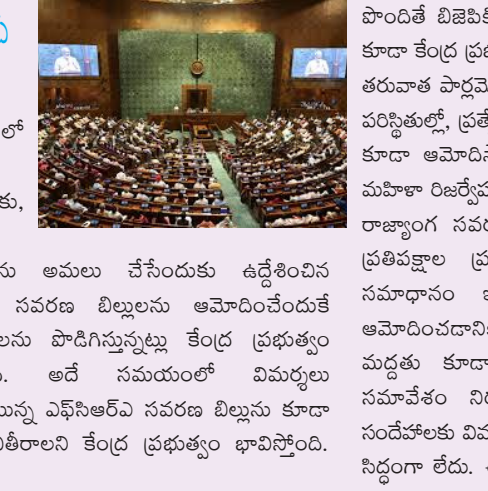 లో
కు,
ను అమలు చేసేందుకు ఉద్దేశించిన
సవరణ బిల్లులను ఆమోదించేందుకే
లను పొడిగిస్తున్నట్లు కేంద్ర ప్రభుత్వం
అదే సమయంలో విమర్శలు
యిన్న ఎఫ్‌సిఆర్‌ఎ సవరణ బిల్లును కూడా
తీరాలని కేంద్ర ప్రభుత్వం భావిస్తోంది.
పొందితే బిజెపికి
కూడా కేంద్ర ప్రభ
తరువాత పార్లమె
పరిస్థితుల్లో, ప్రతే
కూడా ఆమోది
మహిళా రిజర్వే
రాజ్యాంగ సవర
ప్రతిపక్షాల ప్ర
సమాధానం
ఆమోదించడాని
మద్దతు కూడా
సమావేశం ని
సందేహాలకు వివ
సిద్ధంగా లేదు.